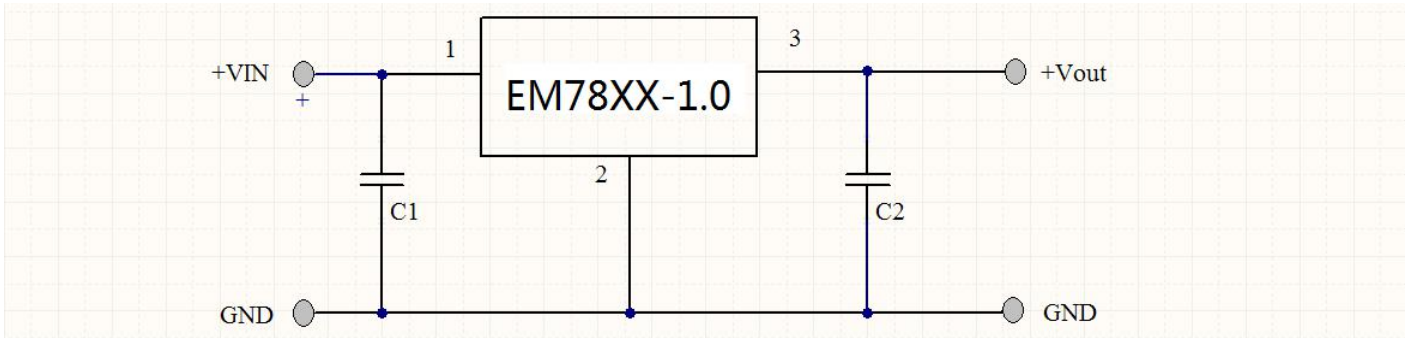 1
3
+VIN
+Vout
+
EM78XX-1.0
2
C1
C2
GND
GND